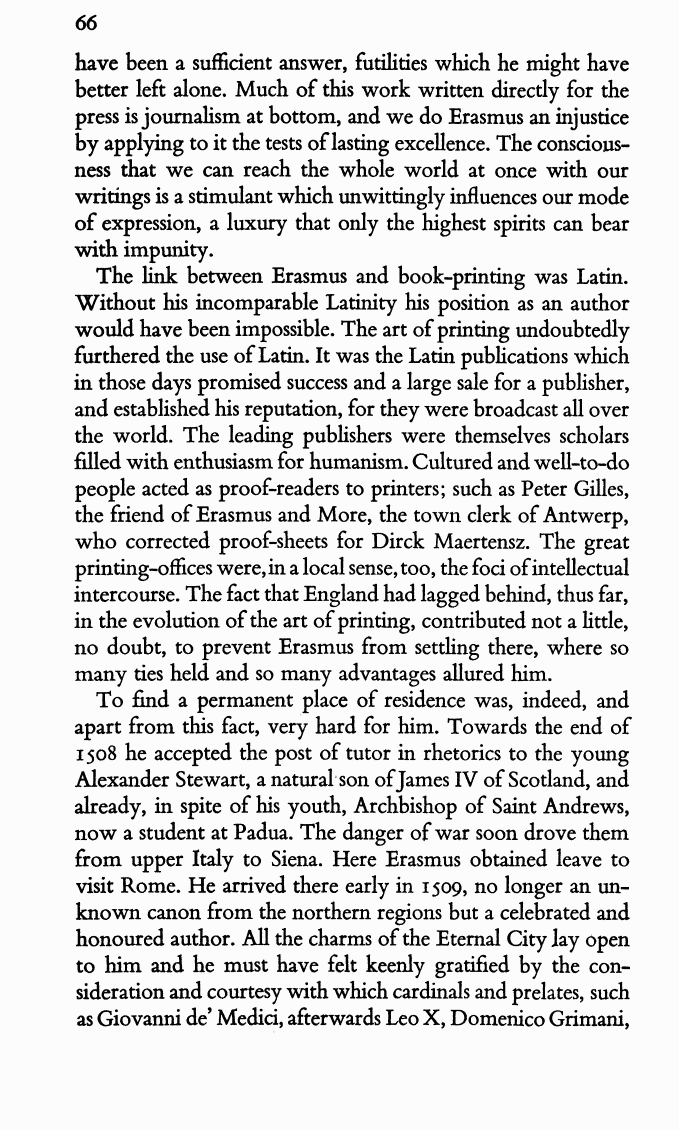 66
have been a sufficient answer, futilities which he might have
better left alone. Much of this work written directly for the
press is journalism at bottom, and we do Erasmus an injustice
by applying to it the tests of lasting excellence. The conscious-
ness that we can reach the whole world at once with our
writings is a stimulant which unwittingly influences our mode
of expression, a luxury that only the highest spirits can bear
with impunity.
The link between Erasmus and book-printing was Latin.
Without his incomparable Latinity his position as an author
would have been impossible. The art of printing undoubtedly
furthered the use of Latin. It was the Latin publications which
in those days promised success and a large sale for a publisher,
and established his reputation, for they were broadcast all over
the world. The leading publishers were themselves scholars
filled with enthusiasm for humanism. Cultured and well-to-do
people acted as proof-readers to printers; such as Peter Gilles,
the friend of Erasmus and More, the town clerk of Antwerp,
who corrected proof-sheets for Dirck Maertensz. The great
printing-offices were, in a local sense, too, the foci of intellectual
intercourse. The fact that England had lagged behind, thus far,
in the evolution of the art of printing, contributed not a little,
no doubt, to prevent Erasmus from settling there, where so
many ties held and so many advantages allured him.
To find a permanent place of residence was, indeed, and
apart from this fact, very hard for him. Towards the end of
1508 he accepted the post of tutor in rhetorics to the young
Alexander Stewart, a natural son of James IV of Scotland, and
already, in spite of his youth, Archbishop of Saint Andrews,
now a student at Padua. The danger of war soon drove them
from upper Italy to Siena. Here Erasmus obtained leave to
visit Rome. He arrived there early in 1509, no longer an un-
known canon from the northern regions but a celebrated and
honoured author. All the charms of the Eternal City lay open
to him and he must have felt keenly gratified by the con-
sideration and courtesy with which cardinals and prelates, such
as Giovanni de' Medici, afterwards Leo X, Domenico Grimani,